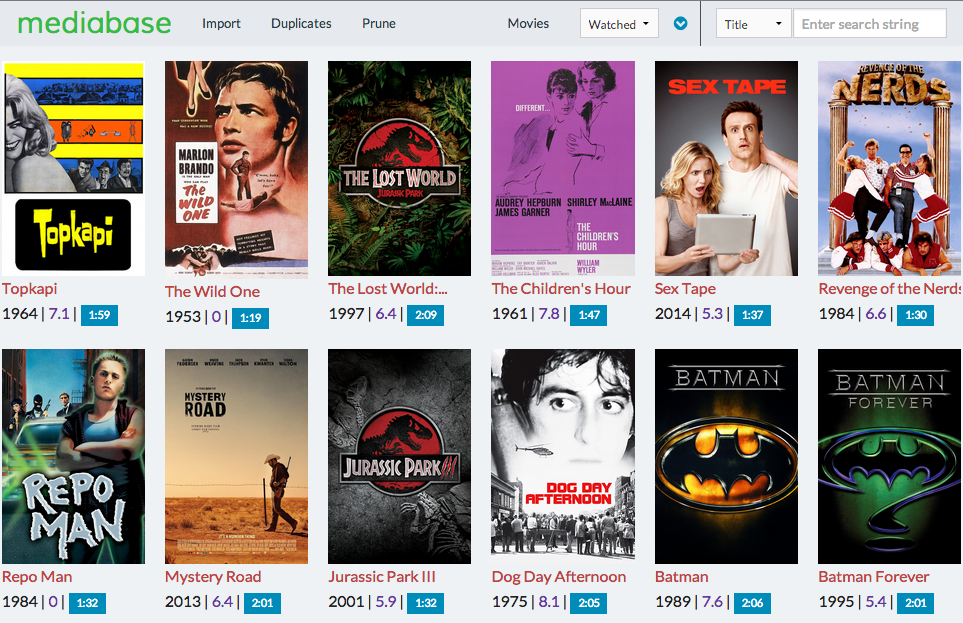 mediabase Import Duplicates Prune Movies Watched Title Enter search string
Topkapi
MARLON
BRANDO
The
WILD
ONE
THE LOST WORLD
JURASSIC PARK
DIFFERENT...
AUDREY HEPBURN SHIRLEY MacLAINE
JAMES GARNER
THE
CHILDREN'S
HOUR
WILLIAM
WYLER
SEX TAPE
REVENGE OF THE
NERDS
Topkapi
1964 | 7.1 | 1:59
The Wild One
1953 | 0 | 1:19
The Lost World:...
1997 | 6.4 | 2:09
The Children's Hour
1961 | 7.8 | 1:47
Sex Tape
2014 | 5.3 | 1:37
Revenge of the Nerds
1984 | 6.6 | 1:30
REPO
MAN
MYSTERY
ROAD
JURASSIC PARK III
DOG DAY
AFTERNOON
BATMAN
BATMAN
FOREVER
Repo Man
1984 | 0 | 1:32
Mystery Road
2013 | 6.4 | 2:01
Jurassic Park III
2001 | 5.9 | 1:32
Dog Day Afternoon
1975 | 8.1 | 2:05
Batman
1989 | 7.6 | 2:06
Batman Forever
1995 | 5.4 | 2:01